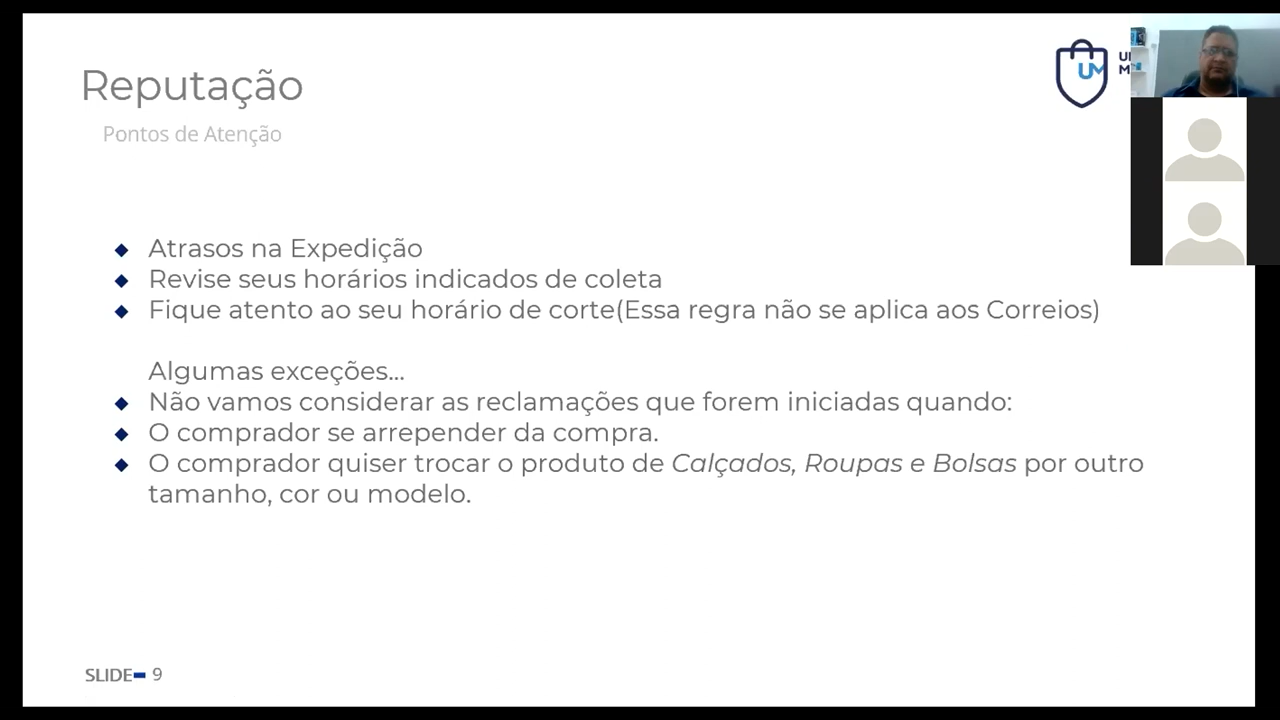 Reputação
Pontos de Atenção
UM
Atrasos na Expedição
Revise seus horários indicados de coleta
Fique atento ao seu horário de corte(Essa regra não se aplica aos Correios)
Algumas exceções...
Não vamos considerar as reclamações que forem iniciadas quando:
O comprador se arrepender da compra.
O comprador quiser trocar o produto de Calçados, Roupas e Bolsas por outro
tamanho, cor ou modelo.
SLIDE 9